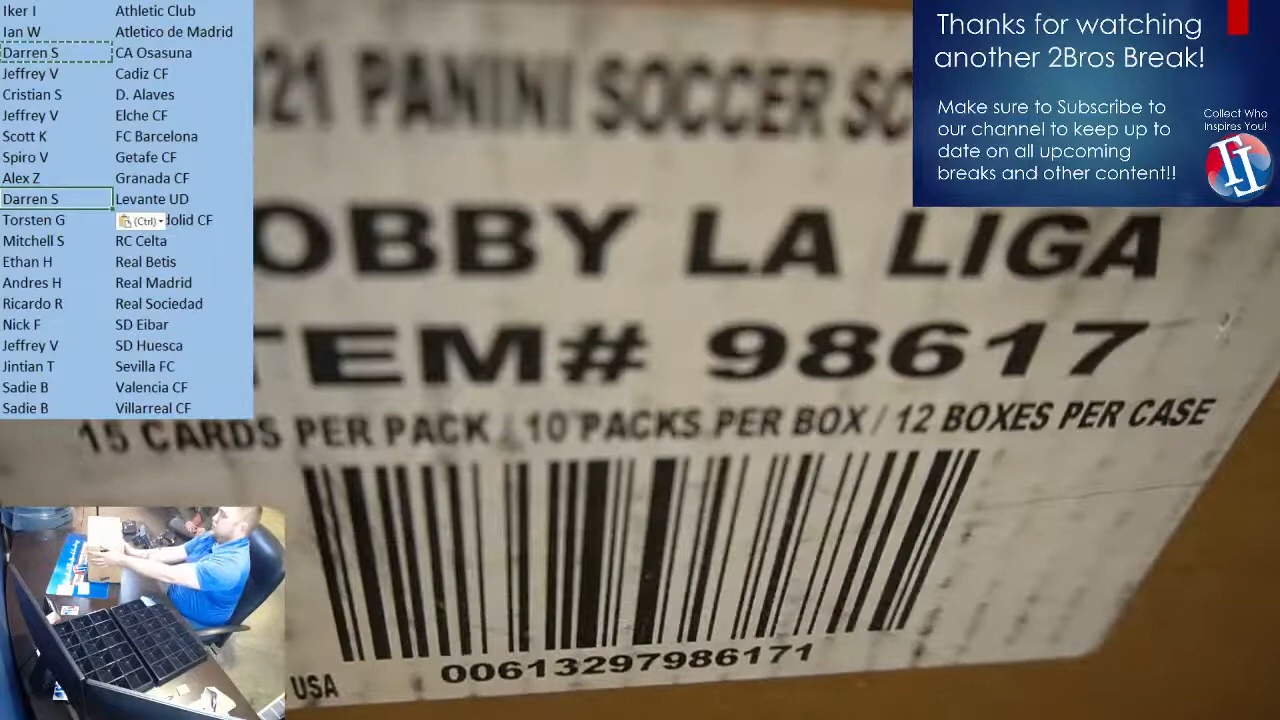 Iker I Athletic Club
Ian W Atletico de Madrid
Darren S CA Osasuna
Jeffrey V Cadiz CF
Cristian S D. Alaves
Jeffrey V Elche CF
Scott K FC Barcelona
Spiro V Getafe CF
Alex Z Granada CF
Darren S Levante UD
Torsten G (Ctrl) dolid CF
Mitchell S RC Celta
Ethan H Real Betis
Andres H Real Madrid
Ricardo R Real Sociedad
Nick F SD Eibar
Jeffrey V SD Huesca
Jintian T Sevilla FC
Sadie B Valencia CF
Sadie B Villarreal CF
21 PANINI SOCCER SC
OBBY LA LIGA
TEM# 98617
15 CARDS PER PACK / 10 PACKS PER BOX / 12 BOXES PER CASE
00613297986171
USA
Thanks for watching
another 2Bros Break!
Make sure to Subscribe to
our channel to keep up to
date on all upcoming
breaks and other content!!
Collect Who
Inspires You!